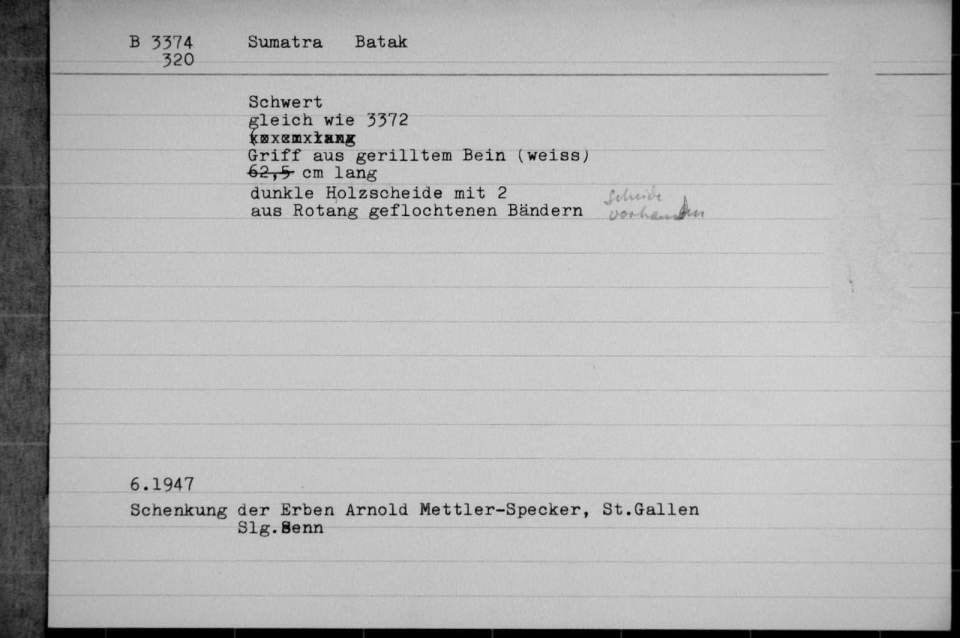 B 3374 Sumatra Batak
320
Schwert
gleich wie 3372
Griff aus gerilltem Bein (weiss)
62,5 cm lang
dunkle Holzscheide mit 2
aus Rotang geflochtenen Bändern
Scheide
vorhanden
6.1947
Schenkung der Erben Arnold Mettler-Specker, St.Gallen
Slg.Senn